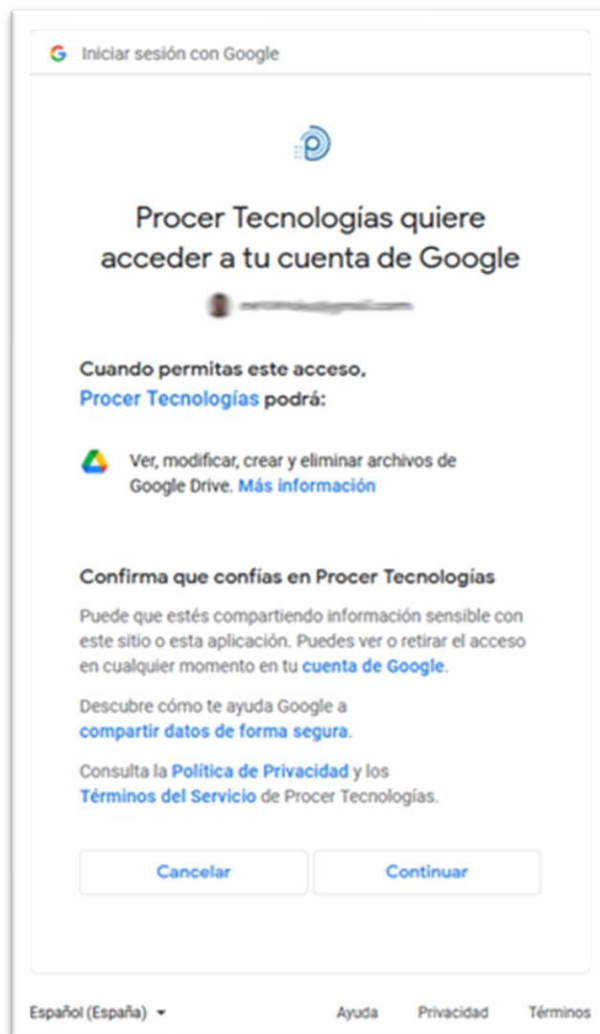 Iniciar sesión con Google
Procer Tecnologías quiere
acceder a tu cuenta de Google
Cuando permitas este acceso,
Procer Tecnologías podrá:
Ver, modificar, crear y eliminar archivos de
Google Drive. Más información
Confirma que confías en Procer Tecnologías
Puede que estés compartiendo información sensible con
este sitio o esta aplicación. Puedes ver o retirar el acceso
en cualquier momento en tu cuenta de Google.
Descubre cómo te ayuda Google a
compartir datos de forma segura.
Consulta la Política de Privacidad y los
Términos del Servicio de Procer Tecnologías.
Cancelar Continuar
Español (España) Ayuda Privacidad Términos